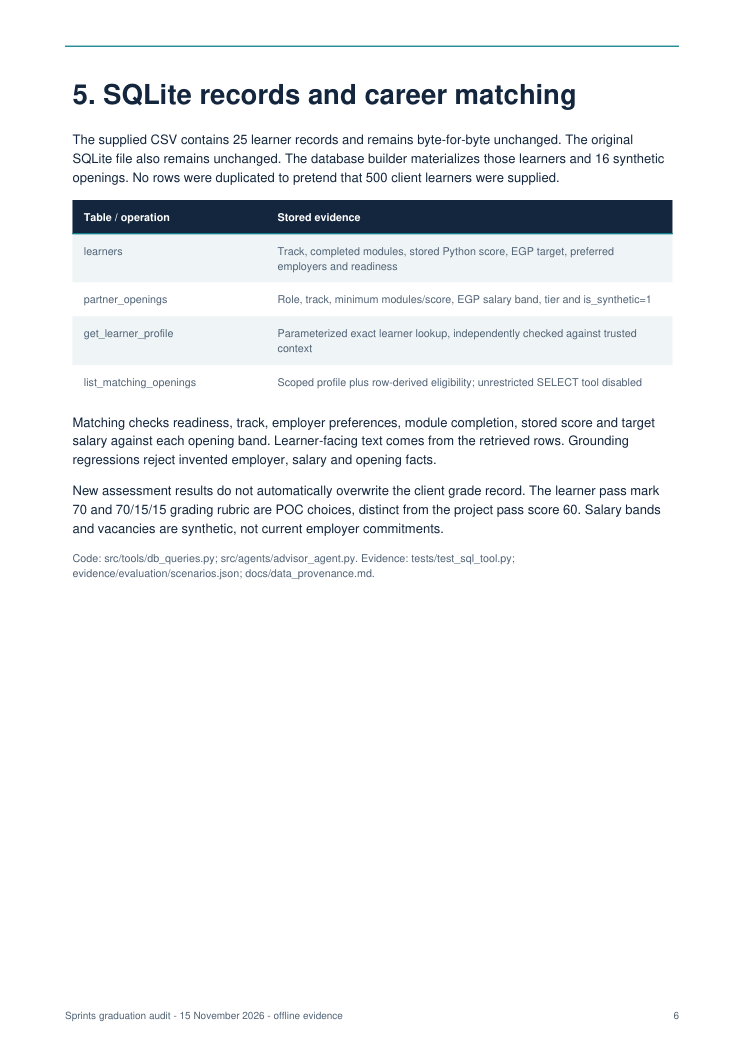 5. SQLite records and career matching
The supplied CSV contains 25 learner records and remains byte-for-byte unchanged. The original
SQLite file also remains unchanged. The database builder materializes those learners and 16 synthetic
openings. No rows were duplicated to pretend that 500 client learners were supplied.
Table / operation Stored evidence
learners Track, completed modules, stored Python score, EGP target, preferred
employers and readiness
partner_openings Role, track, minimum modules/score, EGP salary band, tier and is_synthetic=1
get_learner_profile Parameterized exact learner lookup, independently checked against trusted
context
list_matching_openings Scoped profile plus row-derived eligibility; unrestricted SELECT tool disabled
Matching checks readiness, track, employer preferences, module completion, stored score and target
salary against each opening band. Learner-facing text comes from the retrieved rows. Grounding
regressions reject invented employer, salary and opening facts.
New assessment results do not automatically overwrite the client grade record. The learner pass mark
70 and 70/15/15 grading rubric are POC choices, distinct from the project pass score 60. Salary bands
and vacancies are synthetic, not current employer commitments.
Code: src/tools/db_queries.py; src/agents/advisor_agent.py. Evidence: tests/test_sql_tool.py;
evidence/evaluation/scenarios.json; docs/data_provenance.md.
Sprints graduation audit - 15 November 2026 - offline evidence 6